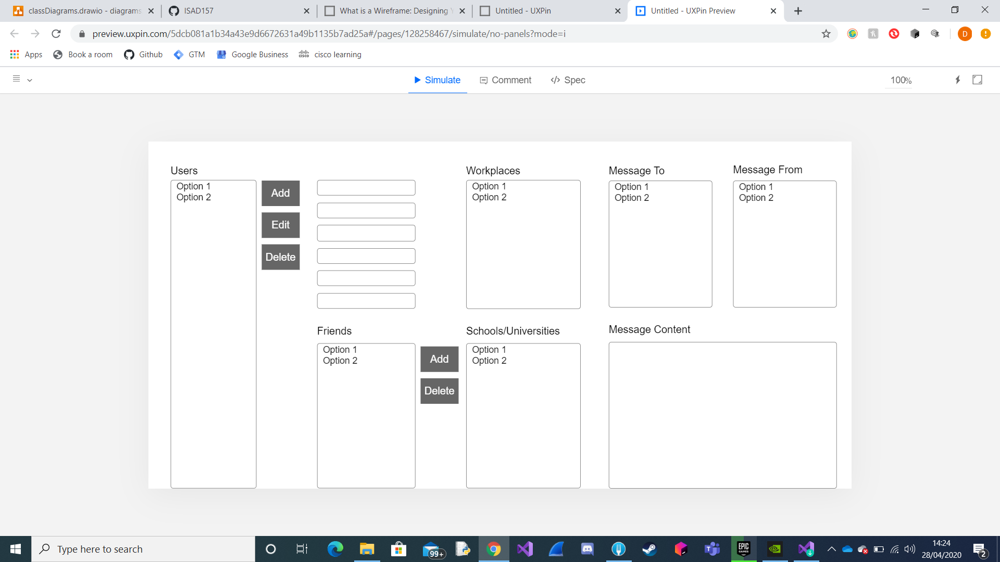 classDiagrams.drawio - diagrams
ISAD157
What is a Wireframe: Designing Y
Untitled - UXPin
Untitled - UXPin Preview
preview.uxpin.com/5dcb081a1b34a43e9d6672631a49b1135b7ad25a#/pages/128258467/simulate/no-panels?mode=i
D
Apps
Book a room
Github
GTM
Google Business
cisco learning
Simulate
Comment
Spec
100%
Users
Option 1
Option 2
Add
Edit
Delete
Workplaces
Option 1
Option 2
Message To
Option 1
Option 2
Message From
Option 1
Option 2
Friends
Option 1
Option 2
Add
Delete
Schools/Universities
Option 1
Option 2
Message Content
Type here to search
99+
EPIC
GAMES
14:24
28/04/2020
2